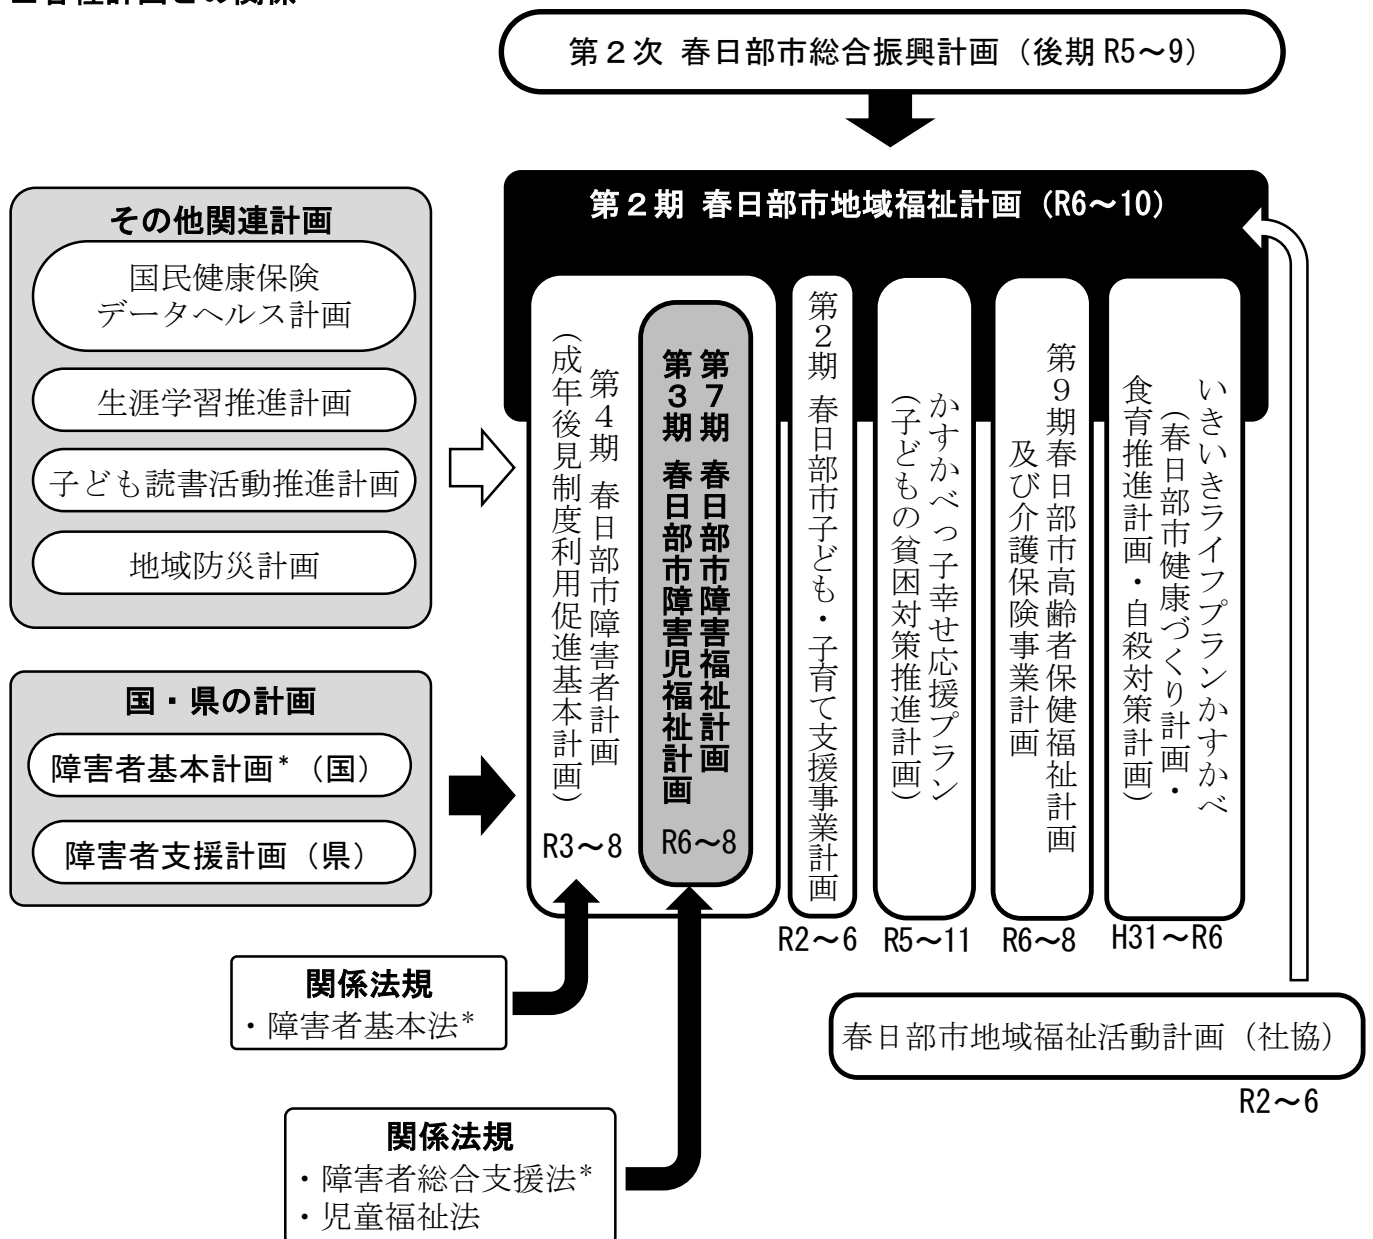 第２次 春日部市総合振興計画（後期 R5～9）
第２期 春日部市地域福祉計画（R6～10）
その他関連計画
国民健康保険
データヘルス計画
生涯学習推進計画
子ども読書活動推進計画
地域防災計画
国・県の計画
障害者基本計画*（国）
障害者支援計画（県）
第４期 春日部市障害者計画
（成年後見制度利用促進基本計画）
R3～8
第７期 春日部市障害福祉計画
第３期 春日部市障害児福祉計画
R6～8
第２期 春日部市子ども・子育て支援事業計画
R2～6
かすかべっ子幸せ応援プラン
（子どもの貧困対策推進計画）
R5～11
第９期春日部市高齢者保健福祉計画
及び介護保険事業計画
R6～8
いきいきライフプランかすかべ
（春日部市健康づくり計画・
食育推進計画・自殺対策計画）
H31～R6
関係法規
・障害者基本法*
関係法規
・障害者総合支援法*
・児童福祉法
春日部市地域福祉活動計画（社協）
R2～6